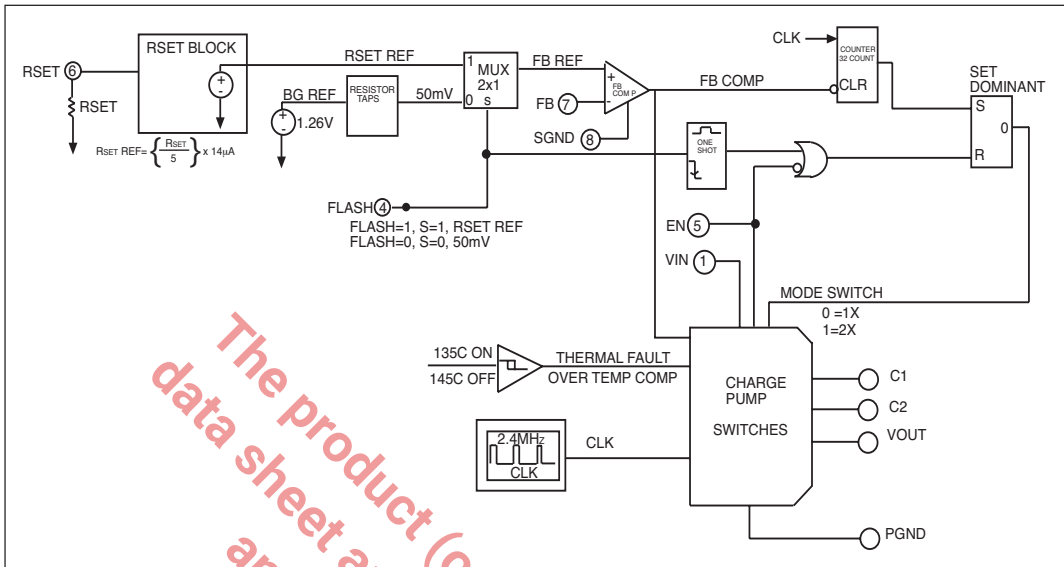 RSET 6
RSET
RSET BLOCK
+
-
RSET REF= { RSET / 5 } x 14µA
RSET REF
BG REF
+
-
1.26V
RESISTOR
TAPS
50mV
1
MUX
2x1
0
s
FB REF
+
FB
COM P
-
FB 7
SGND 8
FB COMP
CLK
COUNTER
32 COUNT
CLR
SET
DOMINANT
S
0
R
ONE
SHOT
FLASH 4
FLASH=1, S=1, RSET REF
FLASH=0, S=0, 50mV
EN 5
VIN 1
MODE SWITCH
0 =1X
1=2X
135C ON
145C OFF
THERMAL FAULT
OVER TEMP COMP
2.4MHz
CLK
CLK
CHARGE
PUMP
SWITCHES
C1
C2
VOUT
PGND
The product (o
data sheet a
an